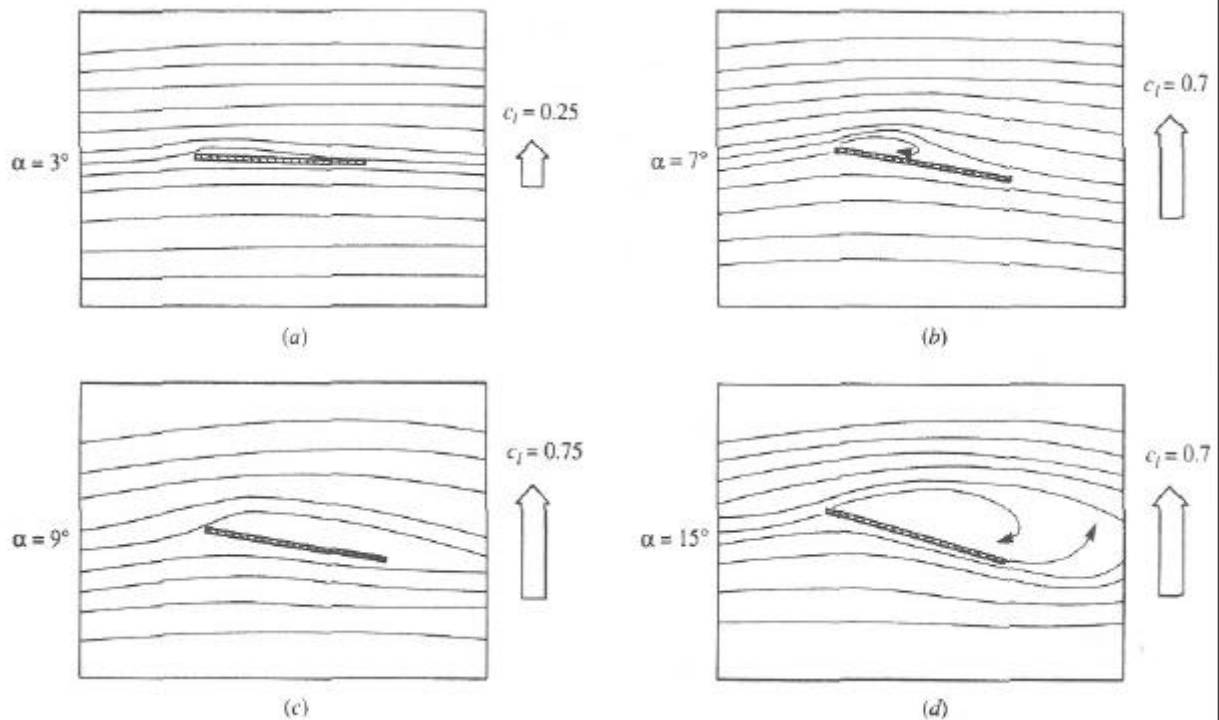 α = 3°
c_l = 0.25
(a)
α = 7°
c_l = 0.7
(b)
α = 9°
c_l = 0.75
(c)
α = 15°
c_l = 0.7
(d)